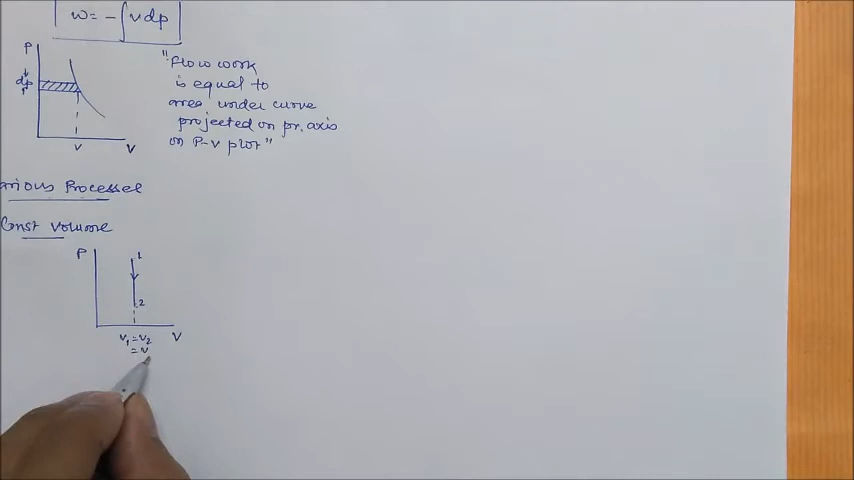 w = - ∫ v dp
P
"Flow work
is equal to
dp
area under curve
projected on pr. axis
on P-v plot"
v
V
arious Processes
Const volume
P
1
2
v₁ = v₂
= v
V